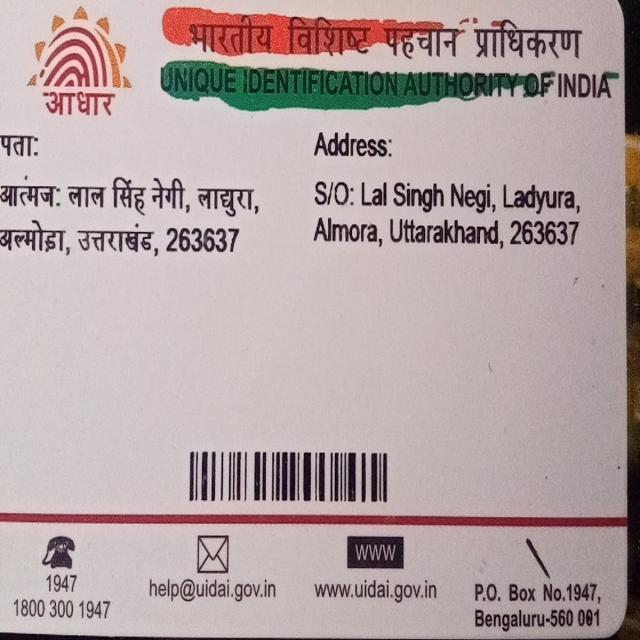 भारतीय विशिष्ट पहचान प्राधिकरण
UNIQUE IDENTIFICATION AUTHORITY OF INDIA
आधार
पता:
आत्मज: लाल सिंह नेगी, लाद्युरा,
अल्मोड़ा, उत्तराखंड, 263637
Address:
S/O: Lal Singh Negi, Ladyura,
Almora, Uttarakhand, 263637
1947
1800 300 1947
help@uidai.gov.in
WWW
www.uidai.gov.in
P.O. Box No.1947,
Bengaluru-560 001